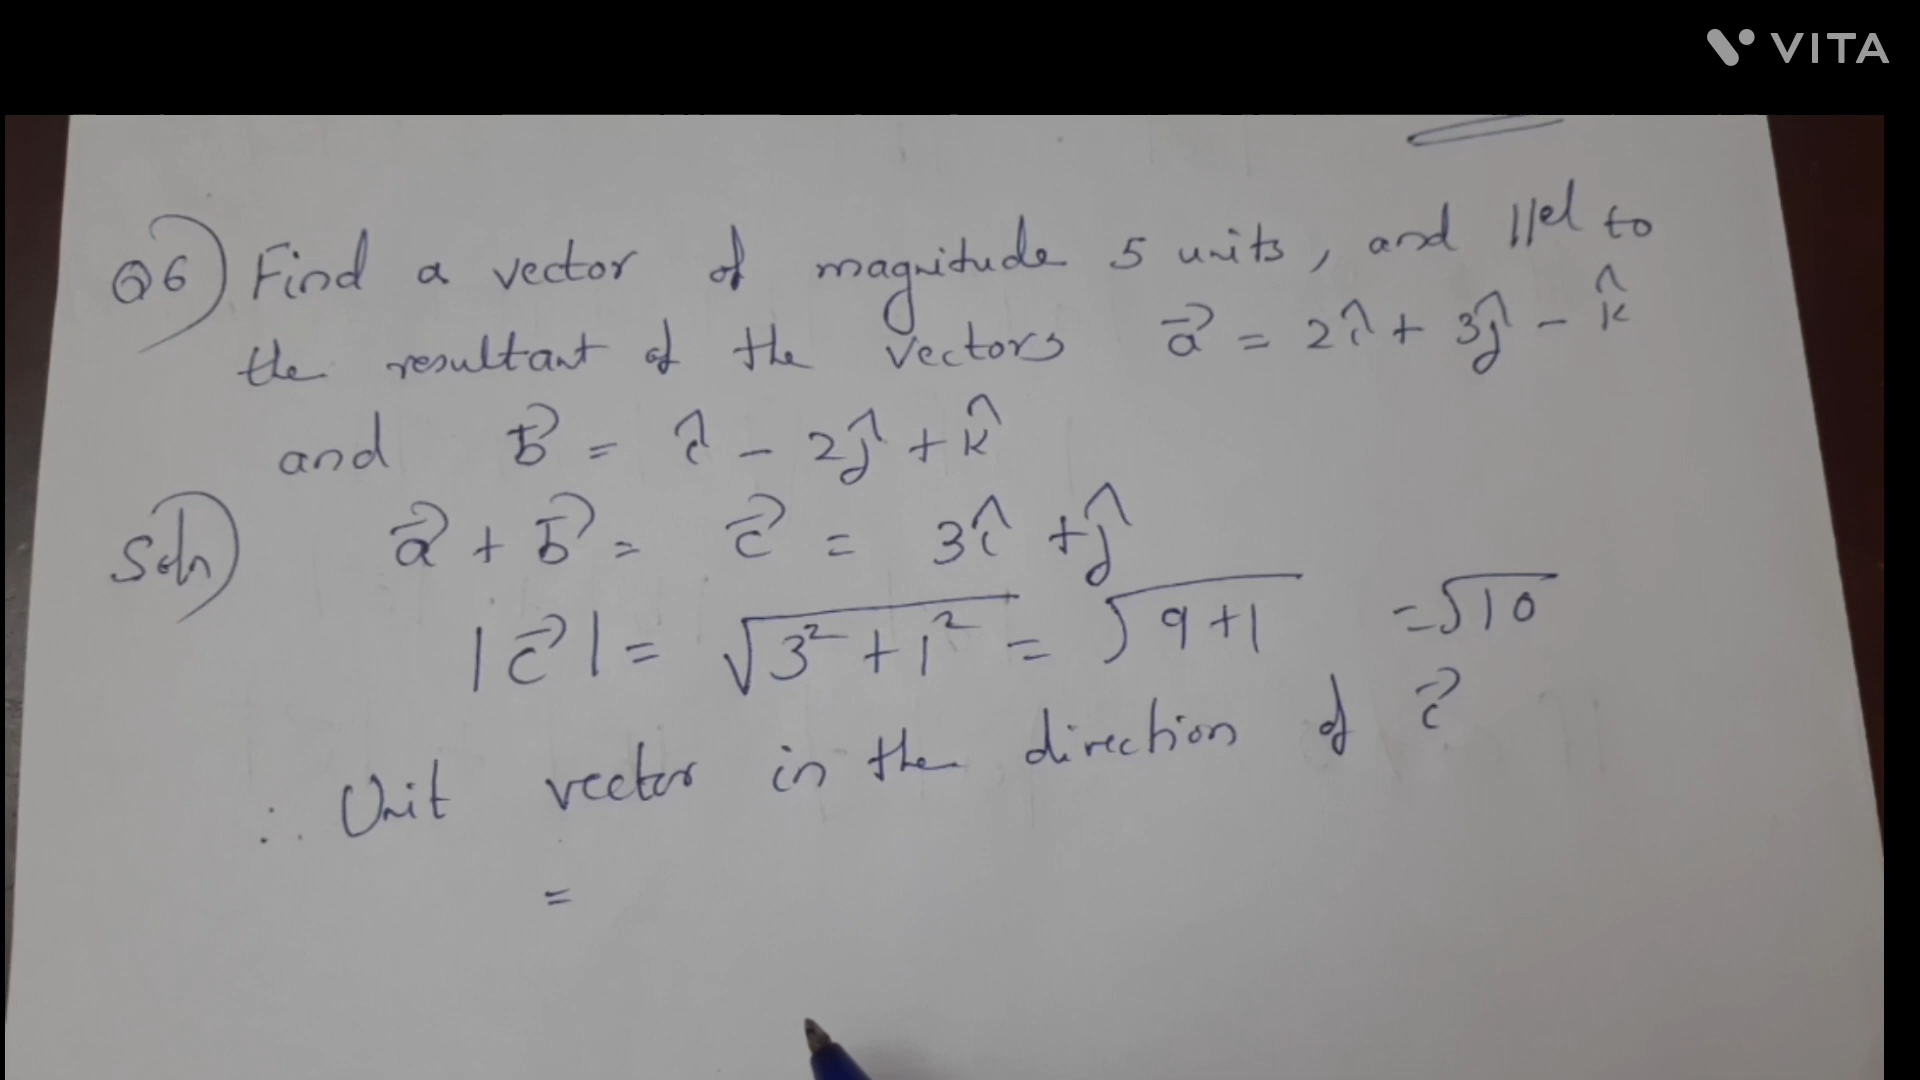 VITA
Q6) Find a vector of magnitude 5 units, and ||el to
the resultant of the vectors a⃗ = 2î + 3ĵ - k̂
and b⃗ = î - 2ĵ + k̂
Soln) a⃗ + b⃗ = c⃗ = 3î + ĵ
|c⃗| = √(3² + 1²) = √(9+1) = √10
∴ Unit vector in the direction of c⃗
=